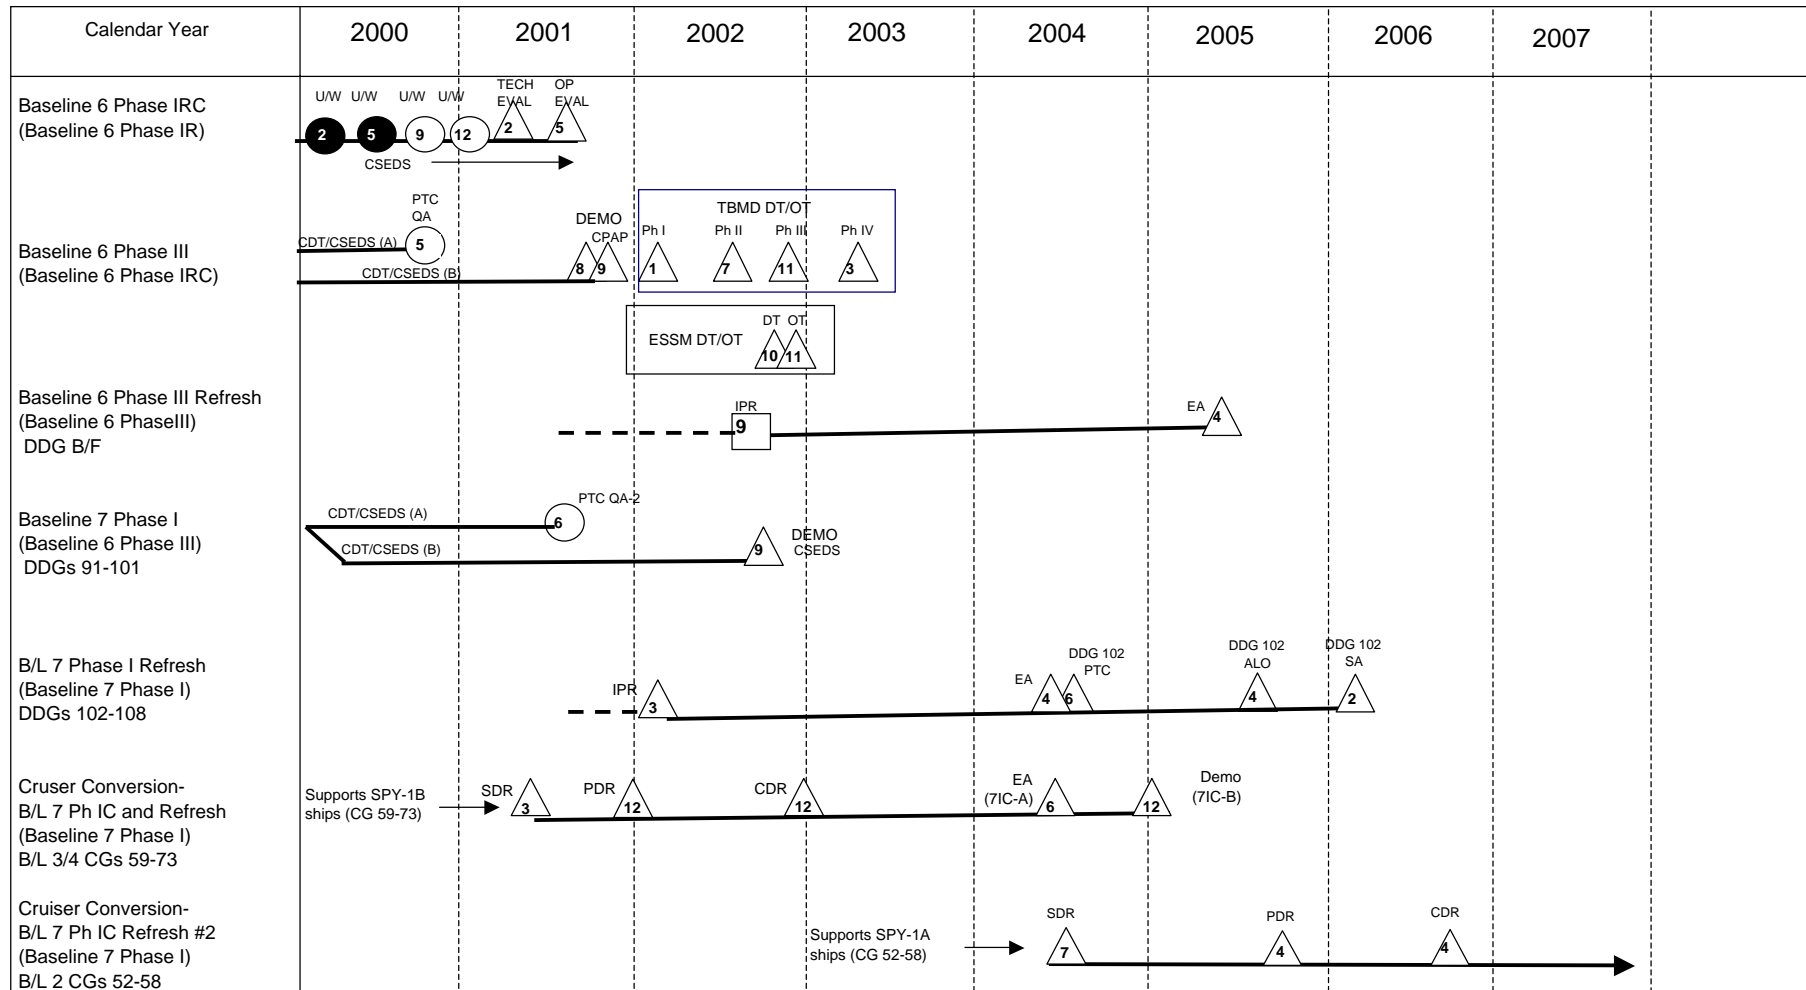 Calendar Year 2000 2001 2002 2003 2004 2005 2006 2007
Baseline 6 Phase IRC
(Baseline 6 Phase IR)
U/W U/W U/W U/W
TECH
EVAL
OP
EVAL
2 5 9 12 2 5
CSEDS
Baseline 6 Phase III
(Baseline 6 Phase IRC)
PTC
QA
CDT/CSEDS (A)
5
CDT/CSEDS (B)
DEMO
CPAP
8 9
TBMD DT/OT
Ph I Ph II Ph III Ph IV
1 7 11 3
ESSM DT/OT
DT OT
10 11
Baseline 6 Phase III Refresh
(Baseline 6 PhaseIII)
DDG B/F
IPR
9
EA
4
Baseline 7 Phase I
(Baseline 6 Phase III)
DDGs 91-101
CDT/CSEDS (A)
PTC QA-2
6
CDT/CSEDS (B)
9
DEMO
CSEDS
B/L 7 Phase I Refresh
(Baseline 7 Phase I)
DDGs 102-108
IPR
3
EA
4
DDG 102
PTC
6
DDG 102
ALO
4
DDG 102
SA
2
Cruser Conversion-
B/L 7 Ph IC and Refresh
(Baseline 7 Phase I)
B/L 3/4 CGs 59-73
Supports SPY-1B
ships (CG 59-73)
SDR
3
PDR
12
CDR
12
EA
(7IC-A)
6
12
Demo
(7IC-B)
Cruiser Conversion-
B/L 7 Ph IC Refresh #2
(Baseline 7 Phase I)
B/L 2 CGs 52-58
Supports SPY-1A
ships (CG 52-58)
SDR
7
PDR
4
CDR
4